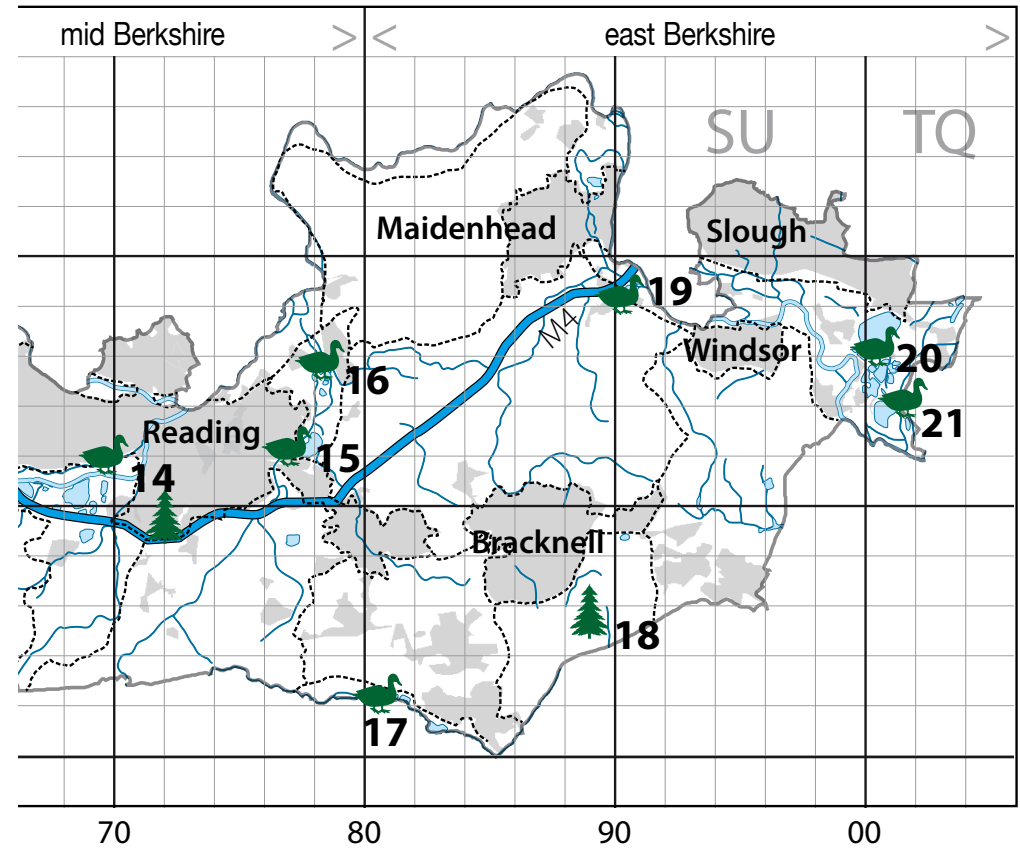 mid Berkshire > < east Berkshire >
SU TQ
Maidenhead
Slough
19
M4
Windsor
20
16
21
Reading
15
14
Bracknell
18
17
70 80 90 00